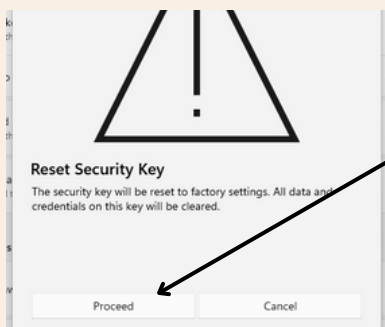 Reset Security Key
The security key will be reset to factory settings. All data and
credentials on this key will be cleared.
Proceed Cancel